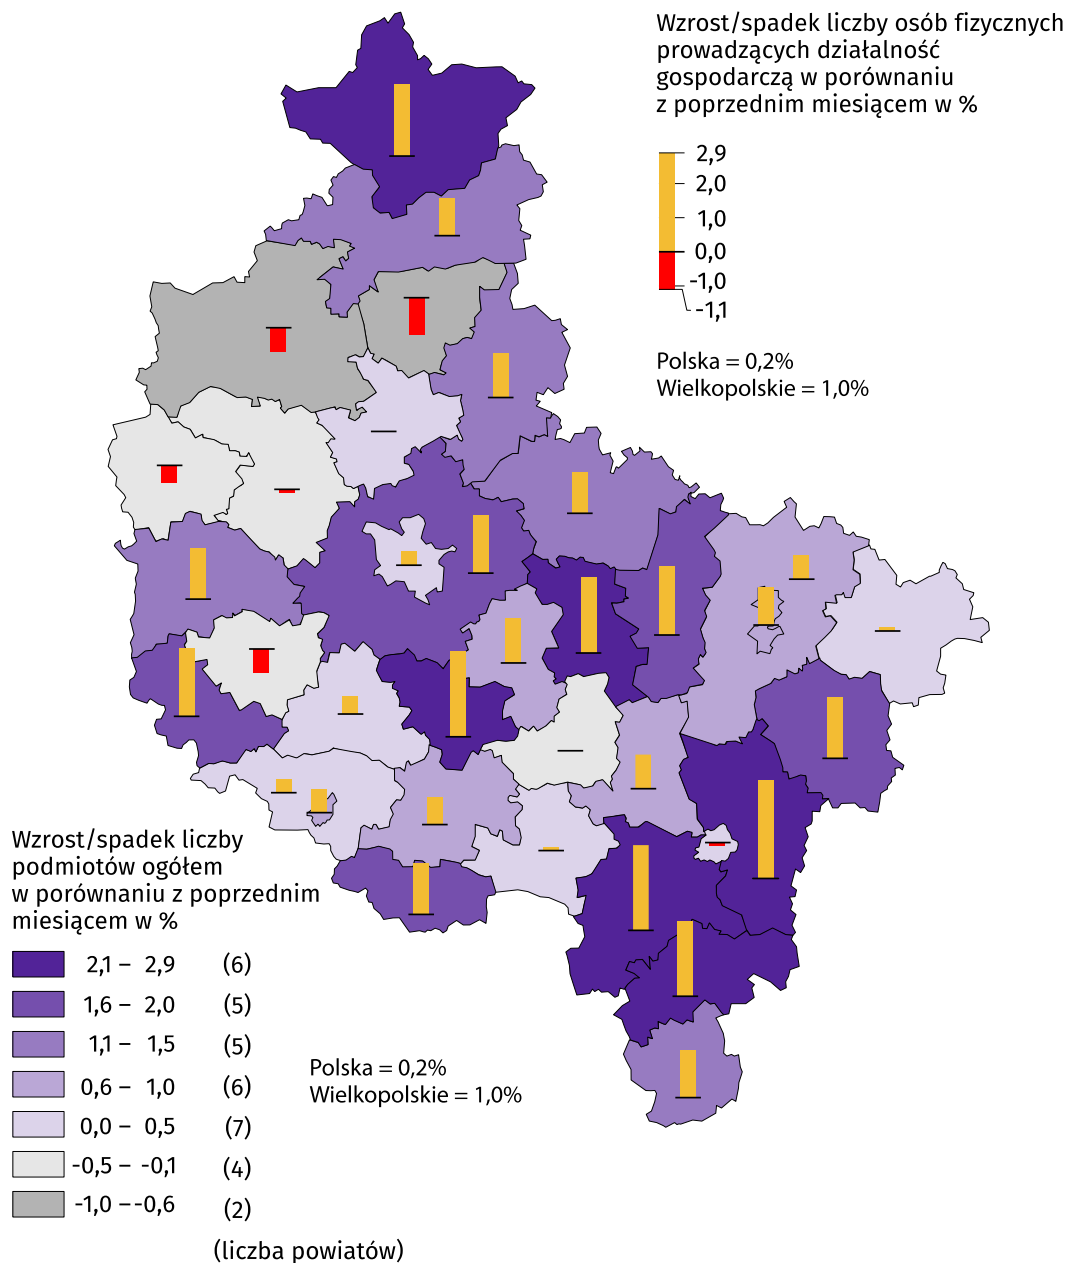 Wzrost/spadek liczby osób fizycznych
prowadzących działalność
gospodarczą w porównaniu
z poprzednim miesiącem w %
2,9
2,0
1,0
0,0
-1,0
-1,1
Polska = 0,2%
Wielkopolskie = 1,0%
Wzrost/spadek liczby
podmiotów ogółem
w porównaniu z poprzednim
miesiącem w %
2,1 – 2,9 (6)
1,6 – 2,0 (5)
1,1 – 1,5 (5)
0,6 – 1,0 (6)
0,0 – 0,5 (7)
-0,5 – -0,1 (4)
-1,0 – -0,6 (2)
(liczba powiatów)
Polska = 0,2%
Wielkopolskie = 1,0%